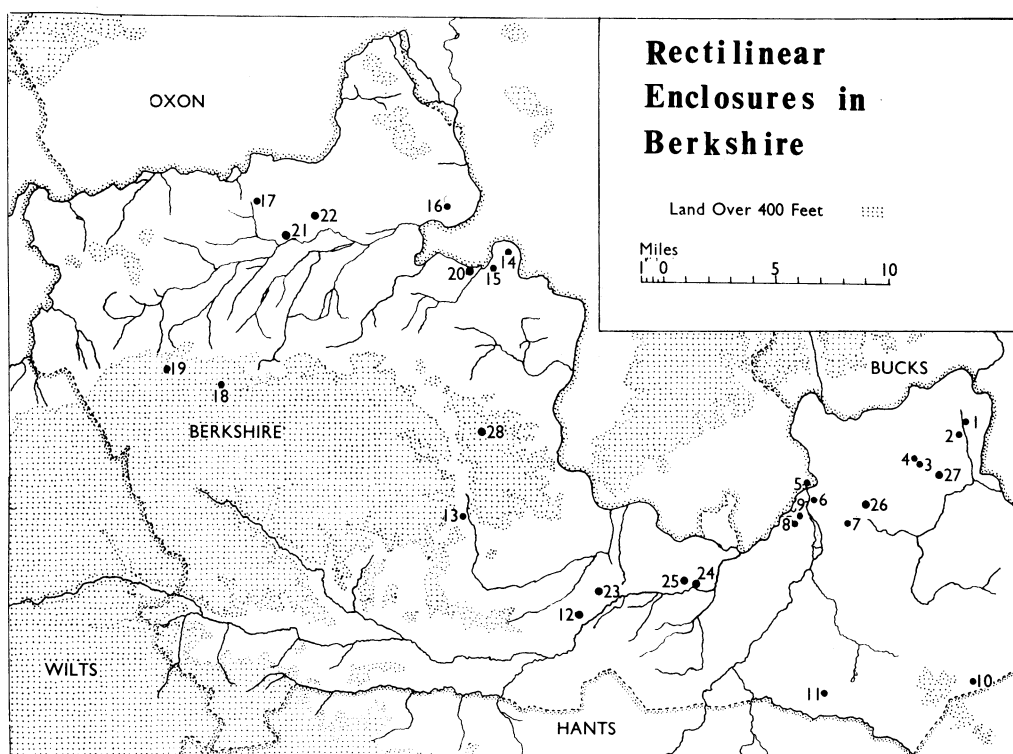 Rectilinear
Enclosures in
Berkshire
Land Over 400 Feet
Miles
1 0 5 10
OXON
17
22
16
21
14
20
15
BUCKS
19
18
1
2
BERKSHIRE
28
4
3
27
5
6
26
13
9
8
7
25
24
23
12
WILTS
10
11
HANTS